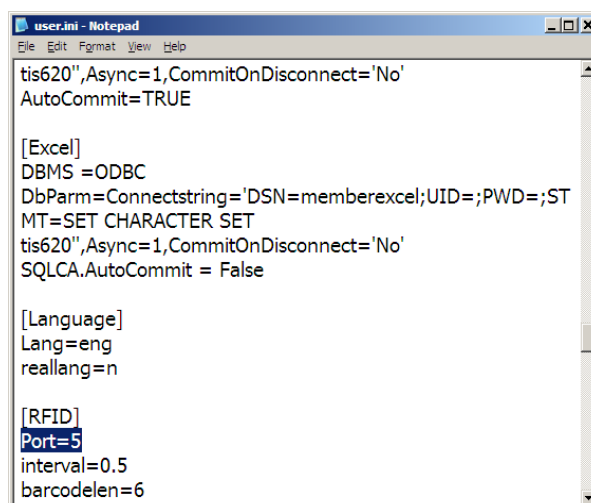 user.ini - Notepad
File Edit Format View Help
tis620",Async=1,CommitOnDisconnect='No'
AutoCommit=TRUE
[Excel]
DBMS =ODBC
DbParm=Connectstring='DSN=memberexcel;UID=;PWD=;ST
MT=SET CHARACTER SET
tis620",Async=1,CommitOnDisconnect='No'
SQLCA.AutoCommit = False
[Language]
Lang=eng
reallang=n
[RFID]
Port=5
interval=0.5
barcodelen=6